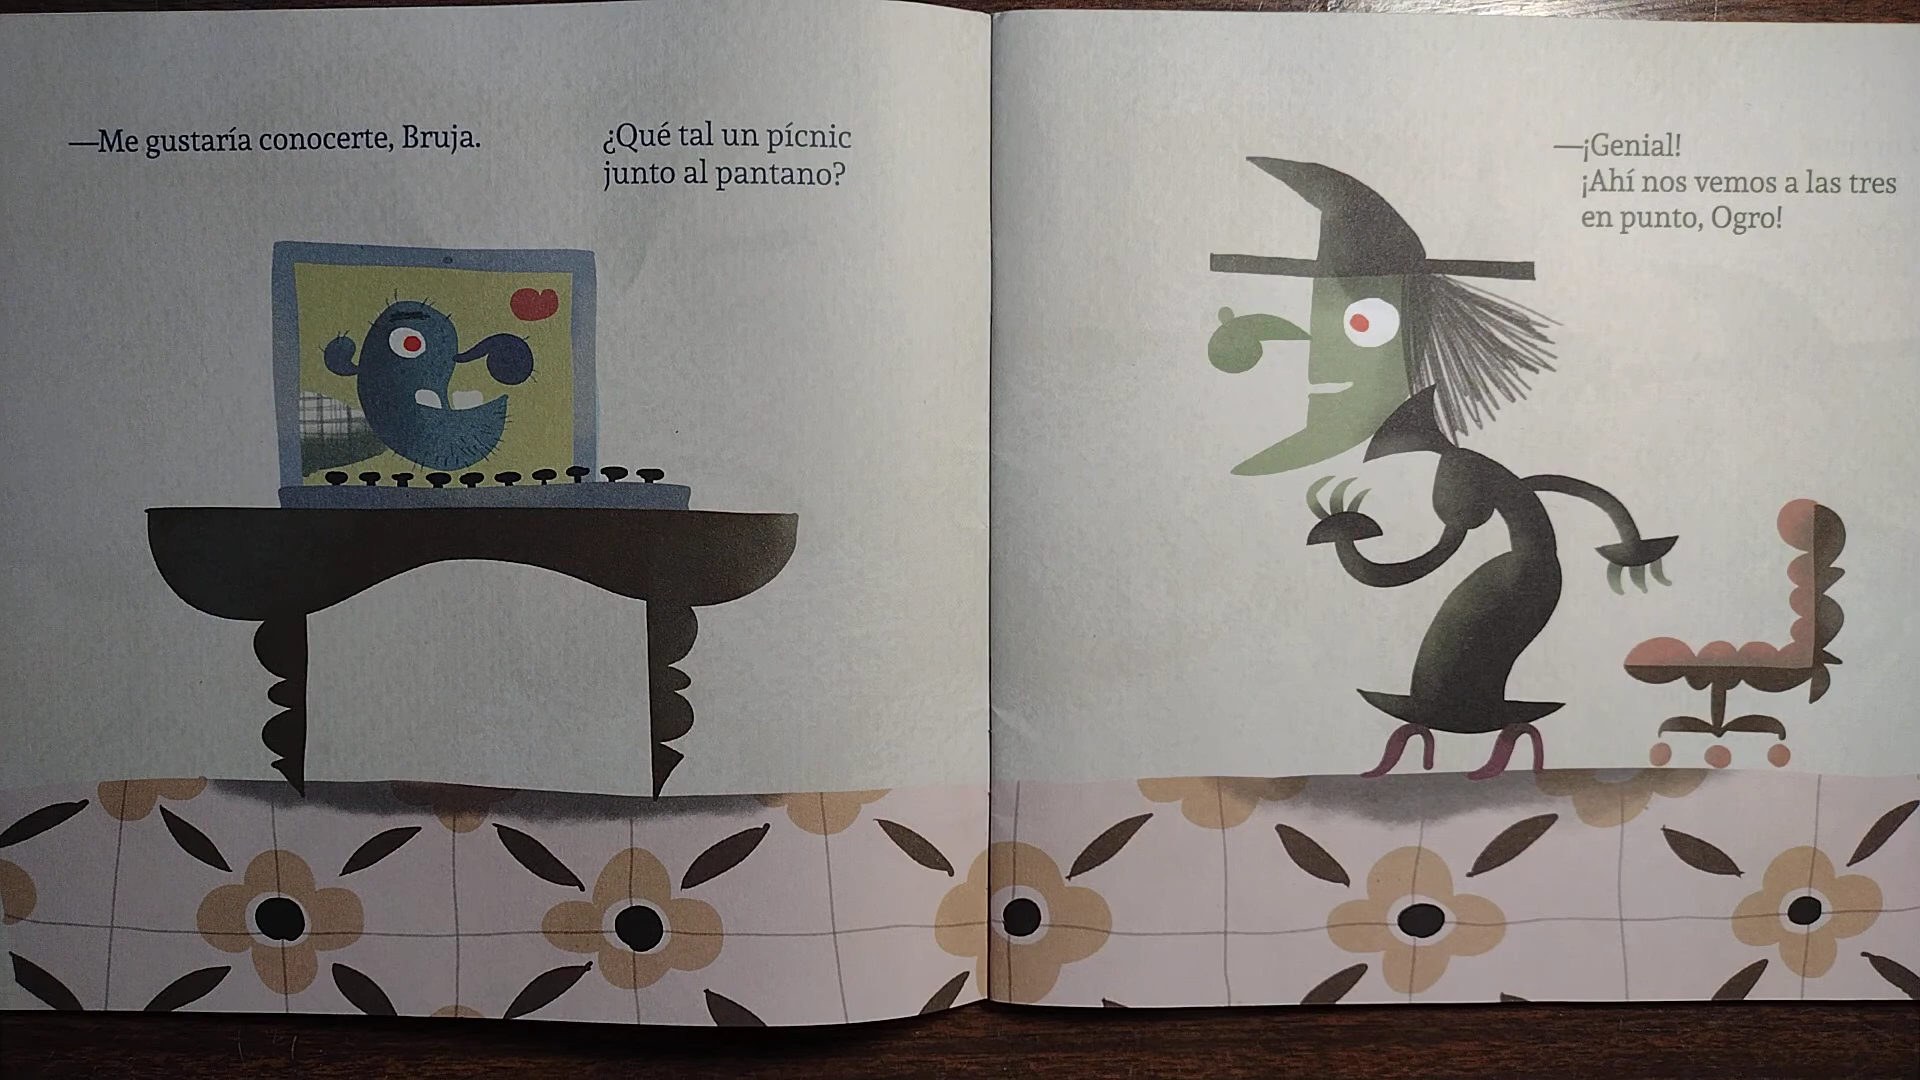 —Me gustaría conocerte, Bruja.
¿Qué tal un pícnic
junto al pantano?
—¡Genial!
¡Ahí nos vemos a las tres
en punto, Ogro!